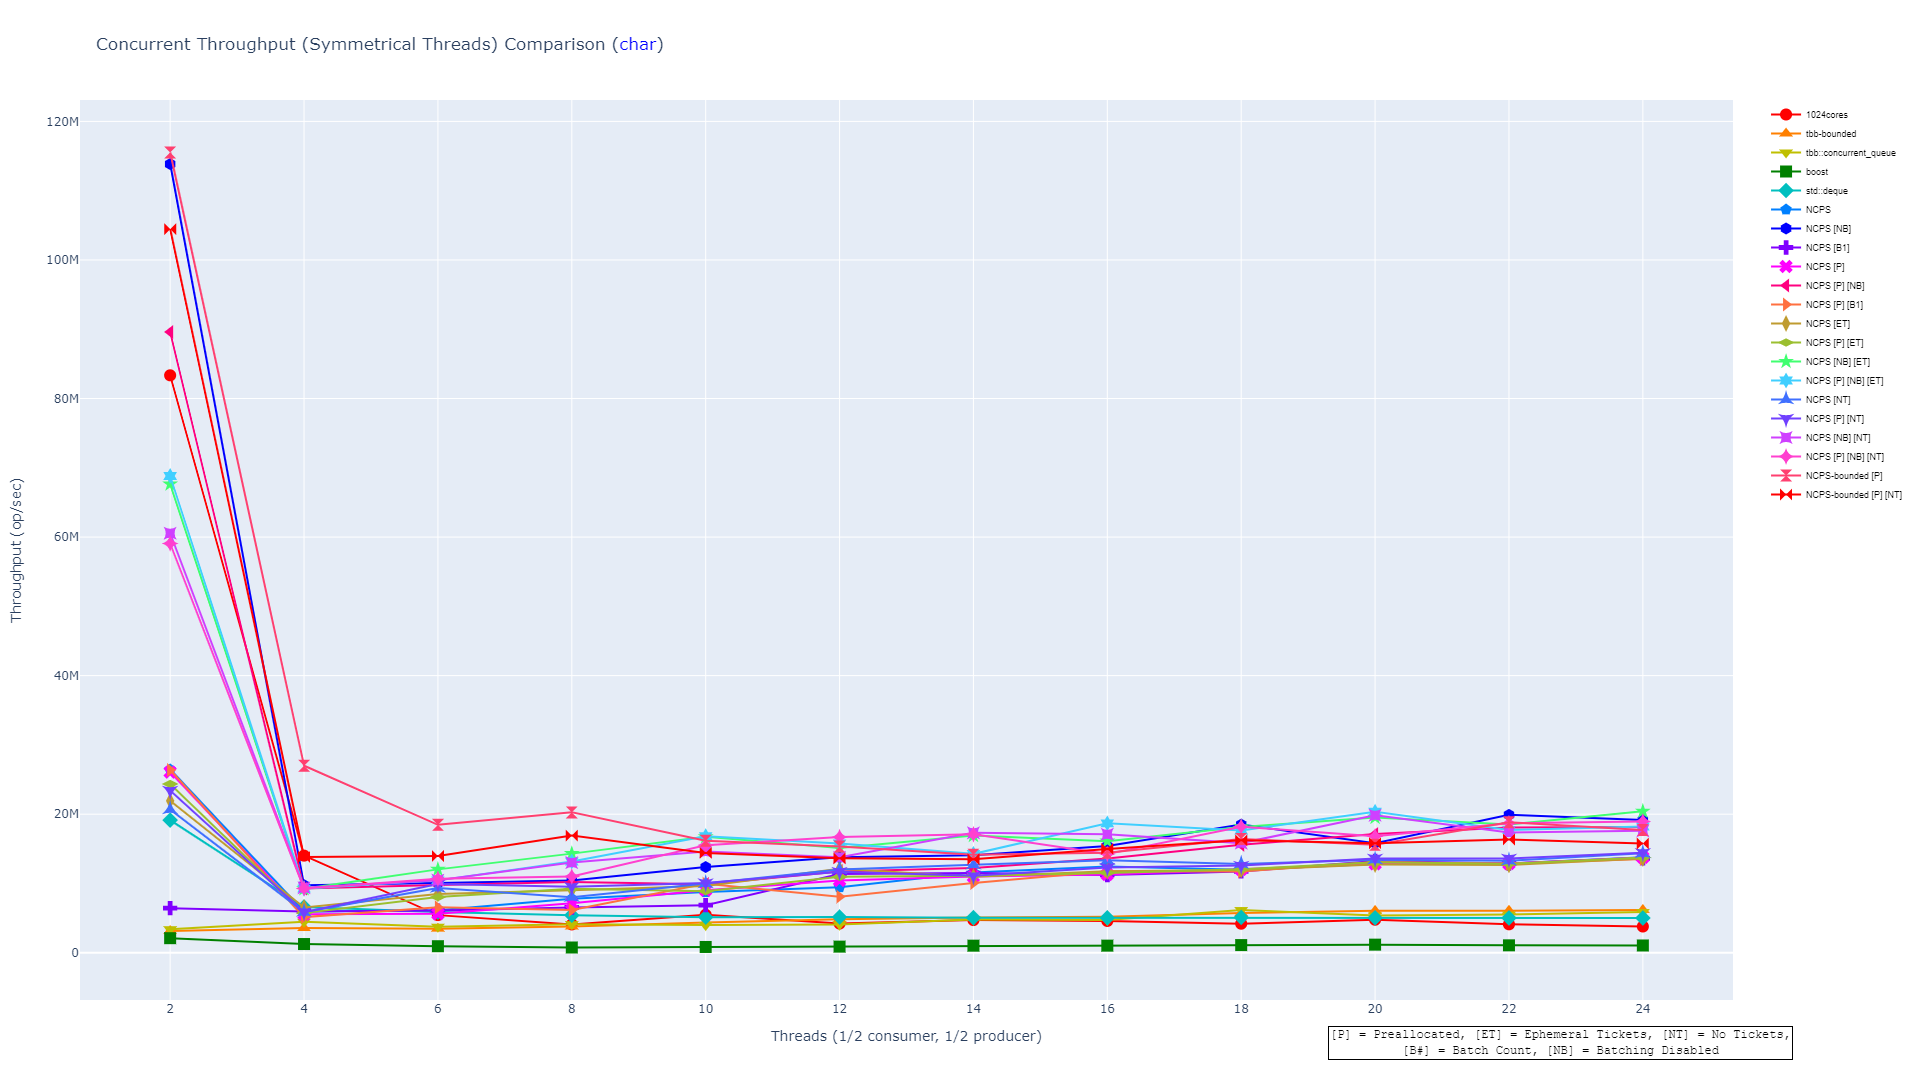 Concurrent Throughput (Symmetrical Threads) Comparison (char)
120M
100M
80M
60M
40M
20M
0
Throughput (op/sec)
2 4 6 8 10 12 14 16 18 20 22 24
Threads (1/2 consumer, 1/2 producer)
1024cores
tbb-bounded
tbb::concurrent_queue
boost
std::deque
NCPS
NCPS [NB]
NCPS [B1]
NCPS [P]
NCPS [P] [NB]
NCPS [P] [B1]
NCPS [ET]
NCPS [P] [ET]
NCPS [NB] [ET]
NCPS [P] [NB] [ET]
NCPS [NT]
NCPS [P] [NT]
NCPS [NB] [NT]
NCPS [P] [NB] [NT]
NCPS-bounded [P]
NCPS-bounded [P] [NT]
[P] = Preallocated, [ET] = Ephemeral Tickets, [NT] = No Tickets,
[B#] = Batch Count, [NB] = Batching Disabled